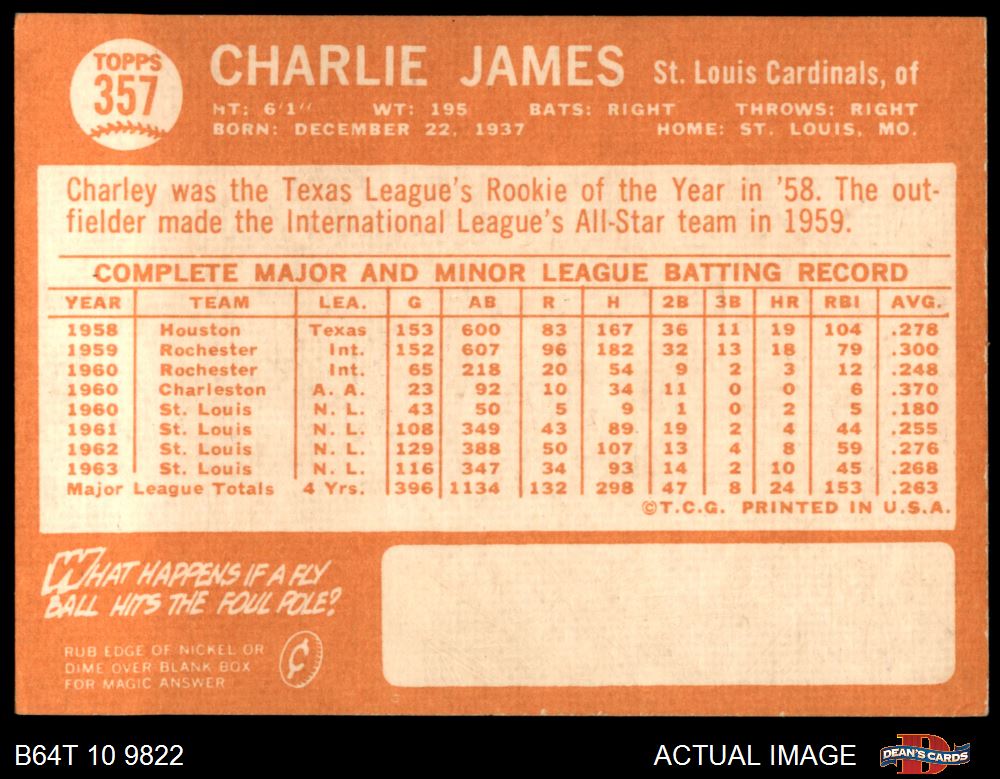 TOPPS
357
CHARLIE JAMES St. Louis Cardinals, of
HT: 6'1" WT: 195 BATS: RIGHT THROWS: RIGHT
BORN: DECEMBER 22, 1937 HOME: ST. LOUIS, MO.
Charley was the Texas League's Rookie of the Year in '58. The out-
fielder made the International League's All-Star team in 1959.
COMPLETE MAJOR AND MINOR LEAGUE BATTING RECORD
YEAR TEAM LEA. G AB R H 2B 3B HR RBI AVG.
1958 Houston Texas 153 600 83 167 36 11 19 104 .278
1959 Rochester Int. 152 607 96 182 32 13 18 79 .300
1960 Rochester Int. 65 218 20 54 9 2 3 12 .248
1960 Charleston A. A. 23 92 10 34 11 0 0 6 .370
1960 St. Louis N. L. 43 50 5 9 1 0 2 5 .180
1961 St. Louis N. L. 108 349 43 89 19 2 4 44 .255
1962 St. Louis N. L. 129 388 50 107 13 4 8 59 .276
1963 St. Louis N. L. 116 347 34 93 14 2 10 45 .268
Major League Totals 4 Yrs. 396 1134 132 298 47 8 24 153 .263
©T.C.G. PRINTED IN U.S.A.
WHAT HAPPENS IF A FLY
BALL HITS THE FOUL POLE?
RUB EDGE OF NICKEL OR
DIME OVER BLANK BOX
FOR MAGIC ANSWER
¢
B64T 10 9822 ACTUAL IMAGE DEAN'S CARDS